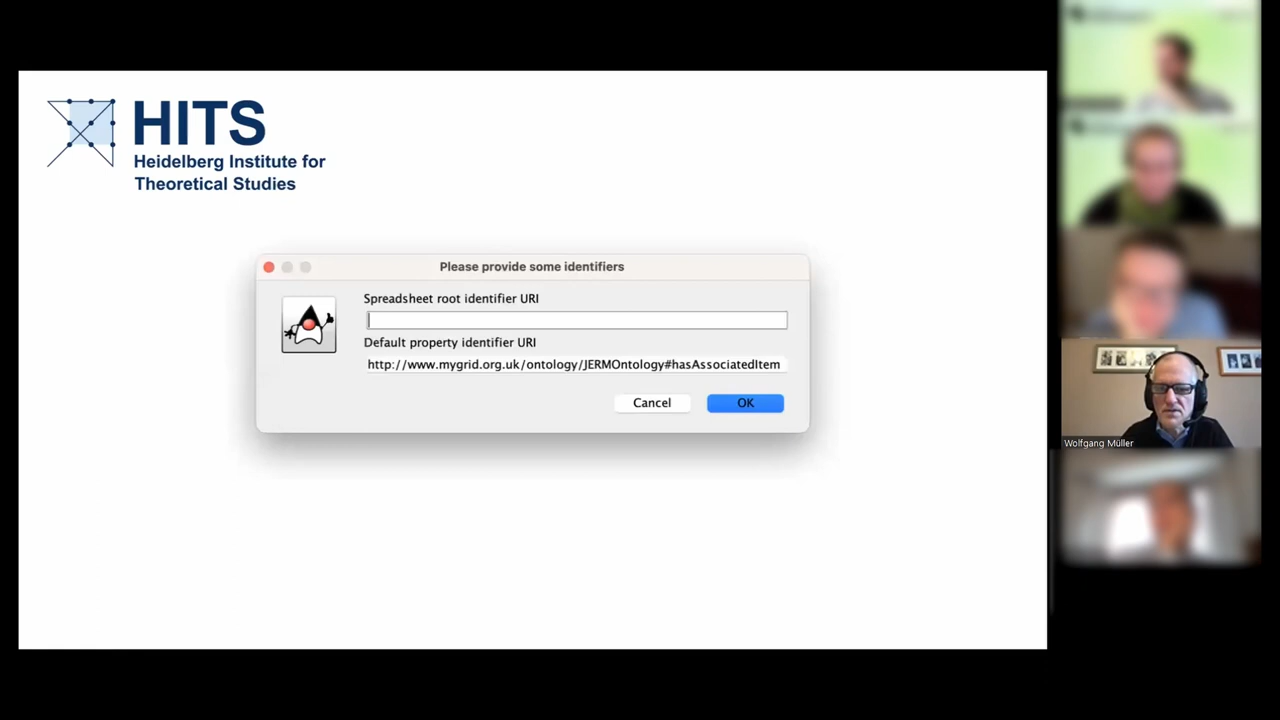 HITS
Heidelberg Institute for
Theoretical Studies
Please provide some identifiers
Spreadsheet root identifier URI
Default property identifier URI
http://www.mygrid.org.uk/ontology/JERMOntology#hasAssociatedItem
Cancel
OK
Wolfgang Müller